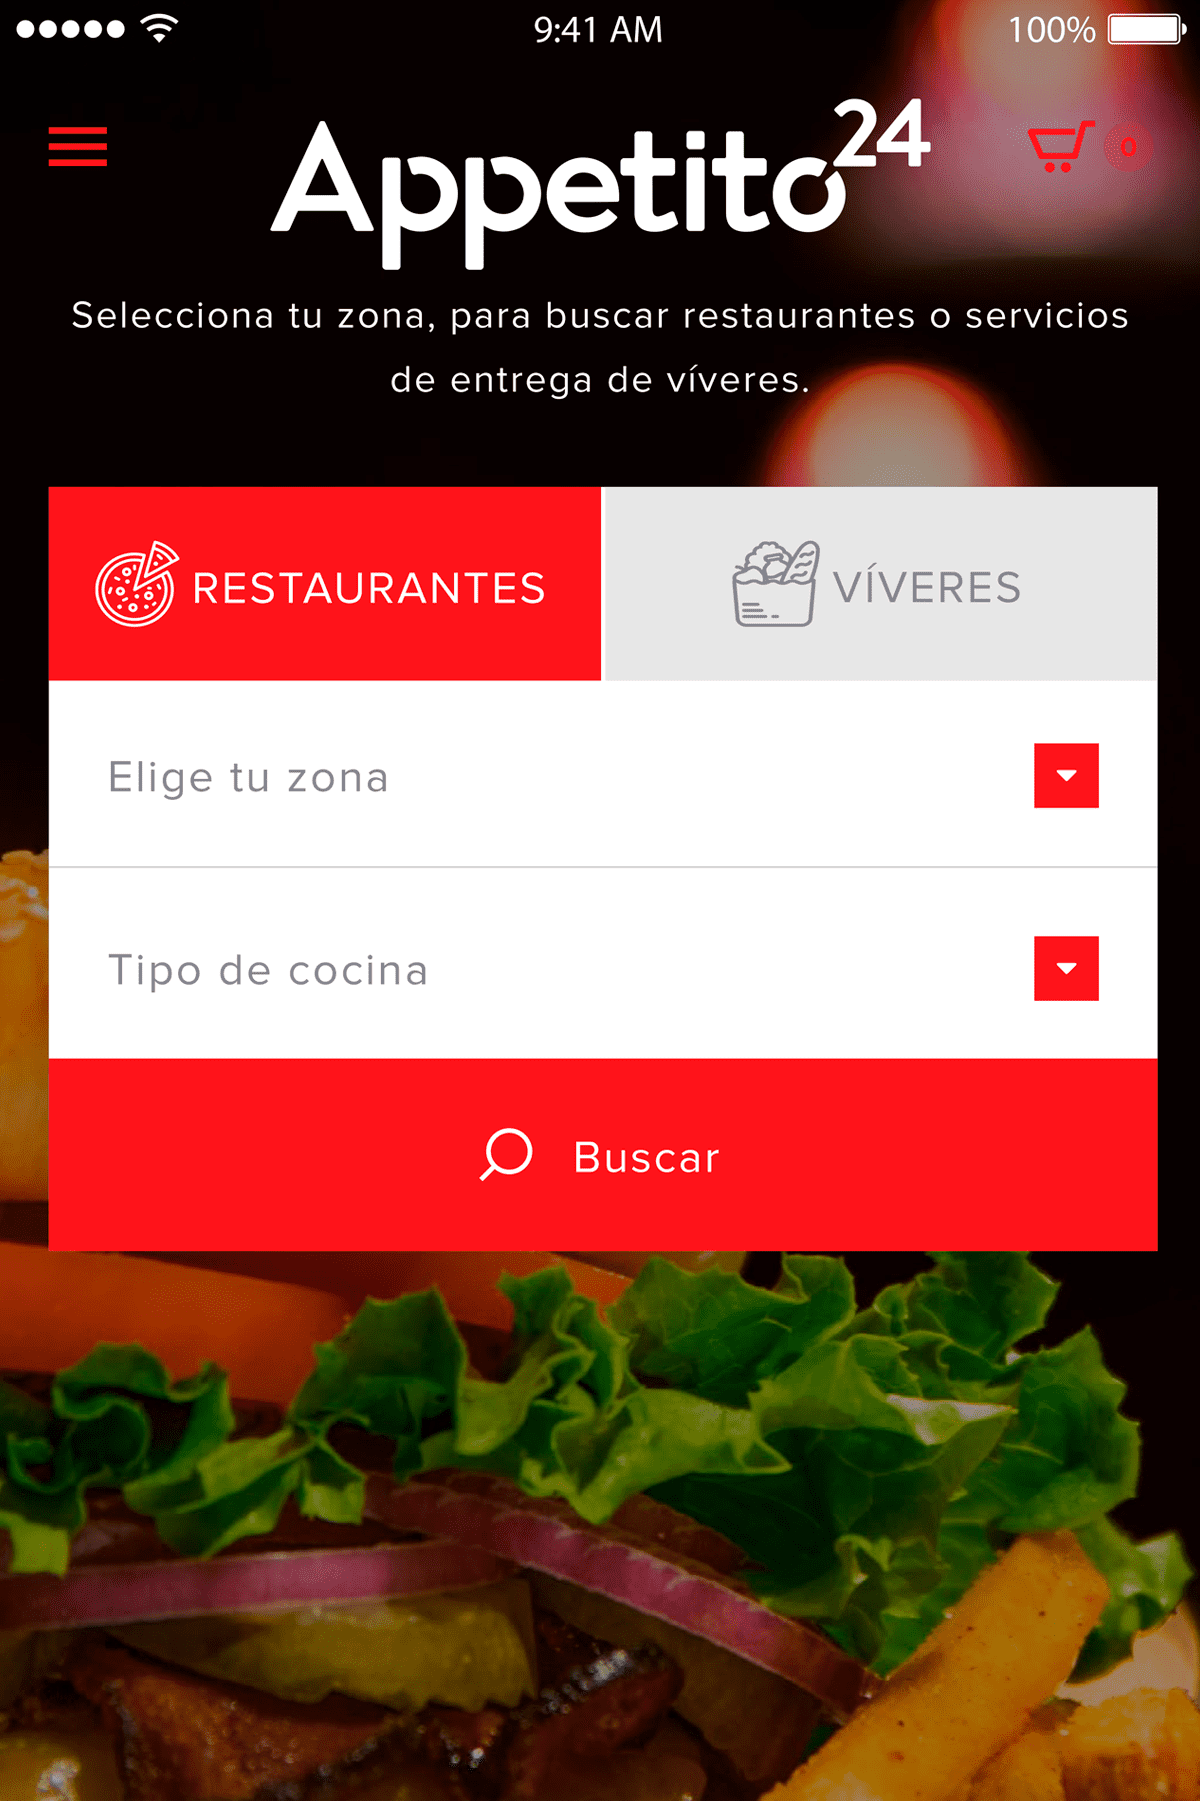 9:41 AM
100%
Appetito24
0
Selecciona tu zona, para buscar restaurantes o servicios
de entrega de víveres.
RESTAURANTES
VÍVERES
Elige tu zona
Tipo de cocina
Buscar